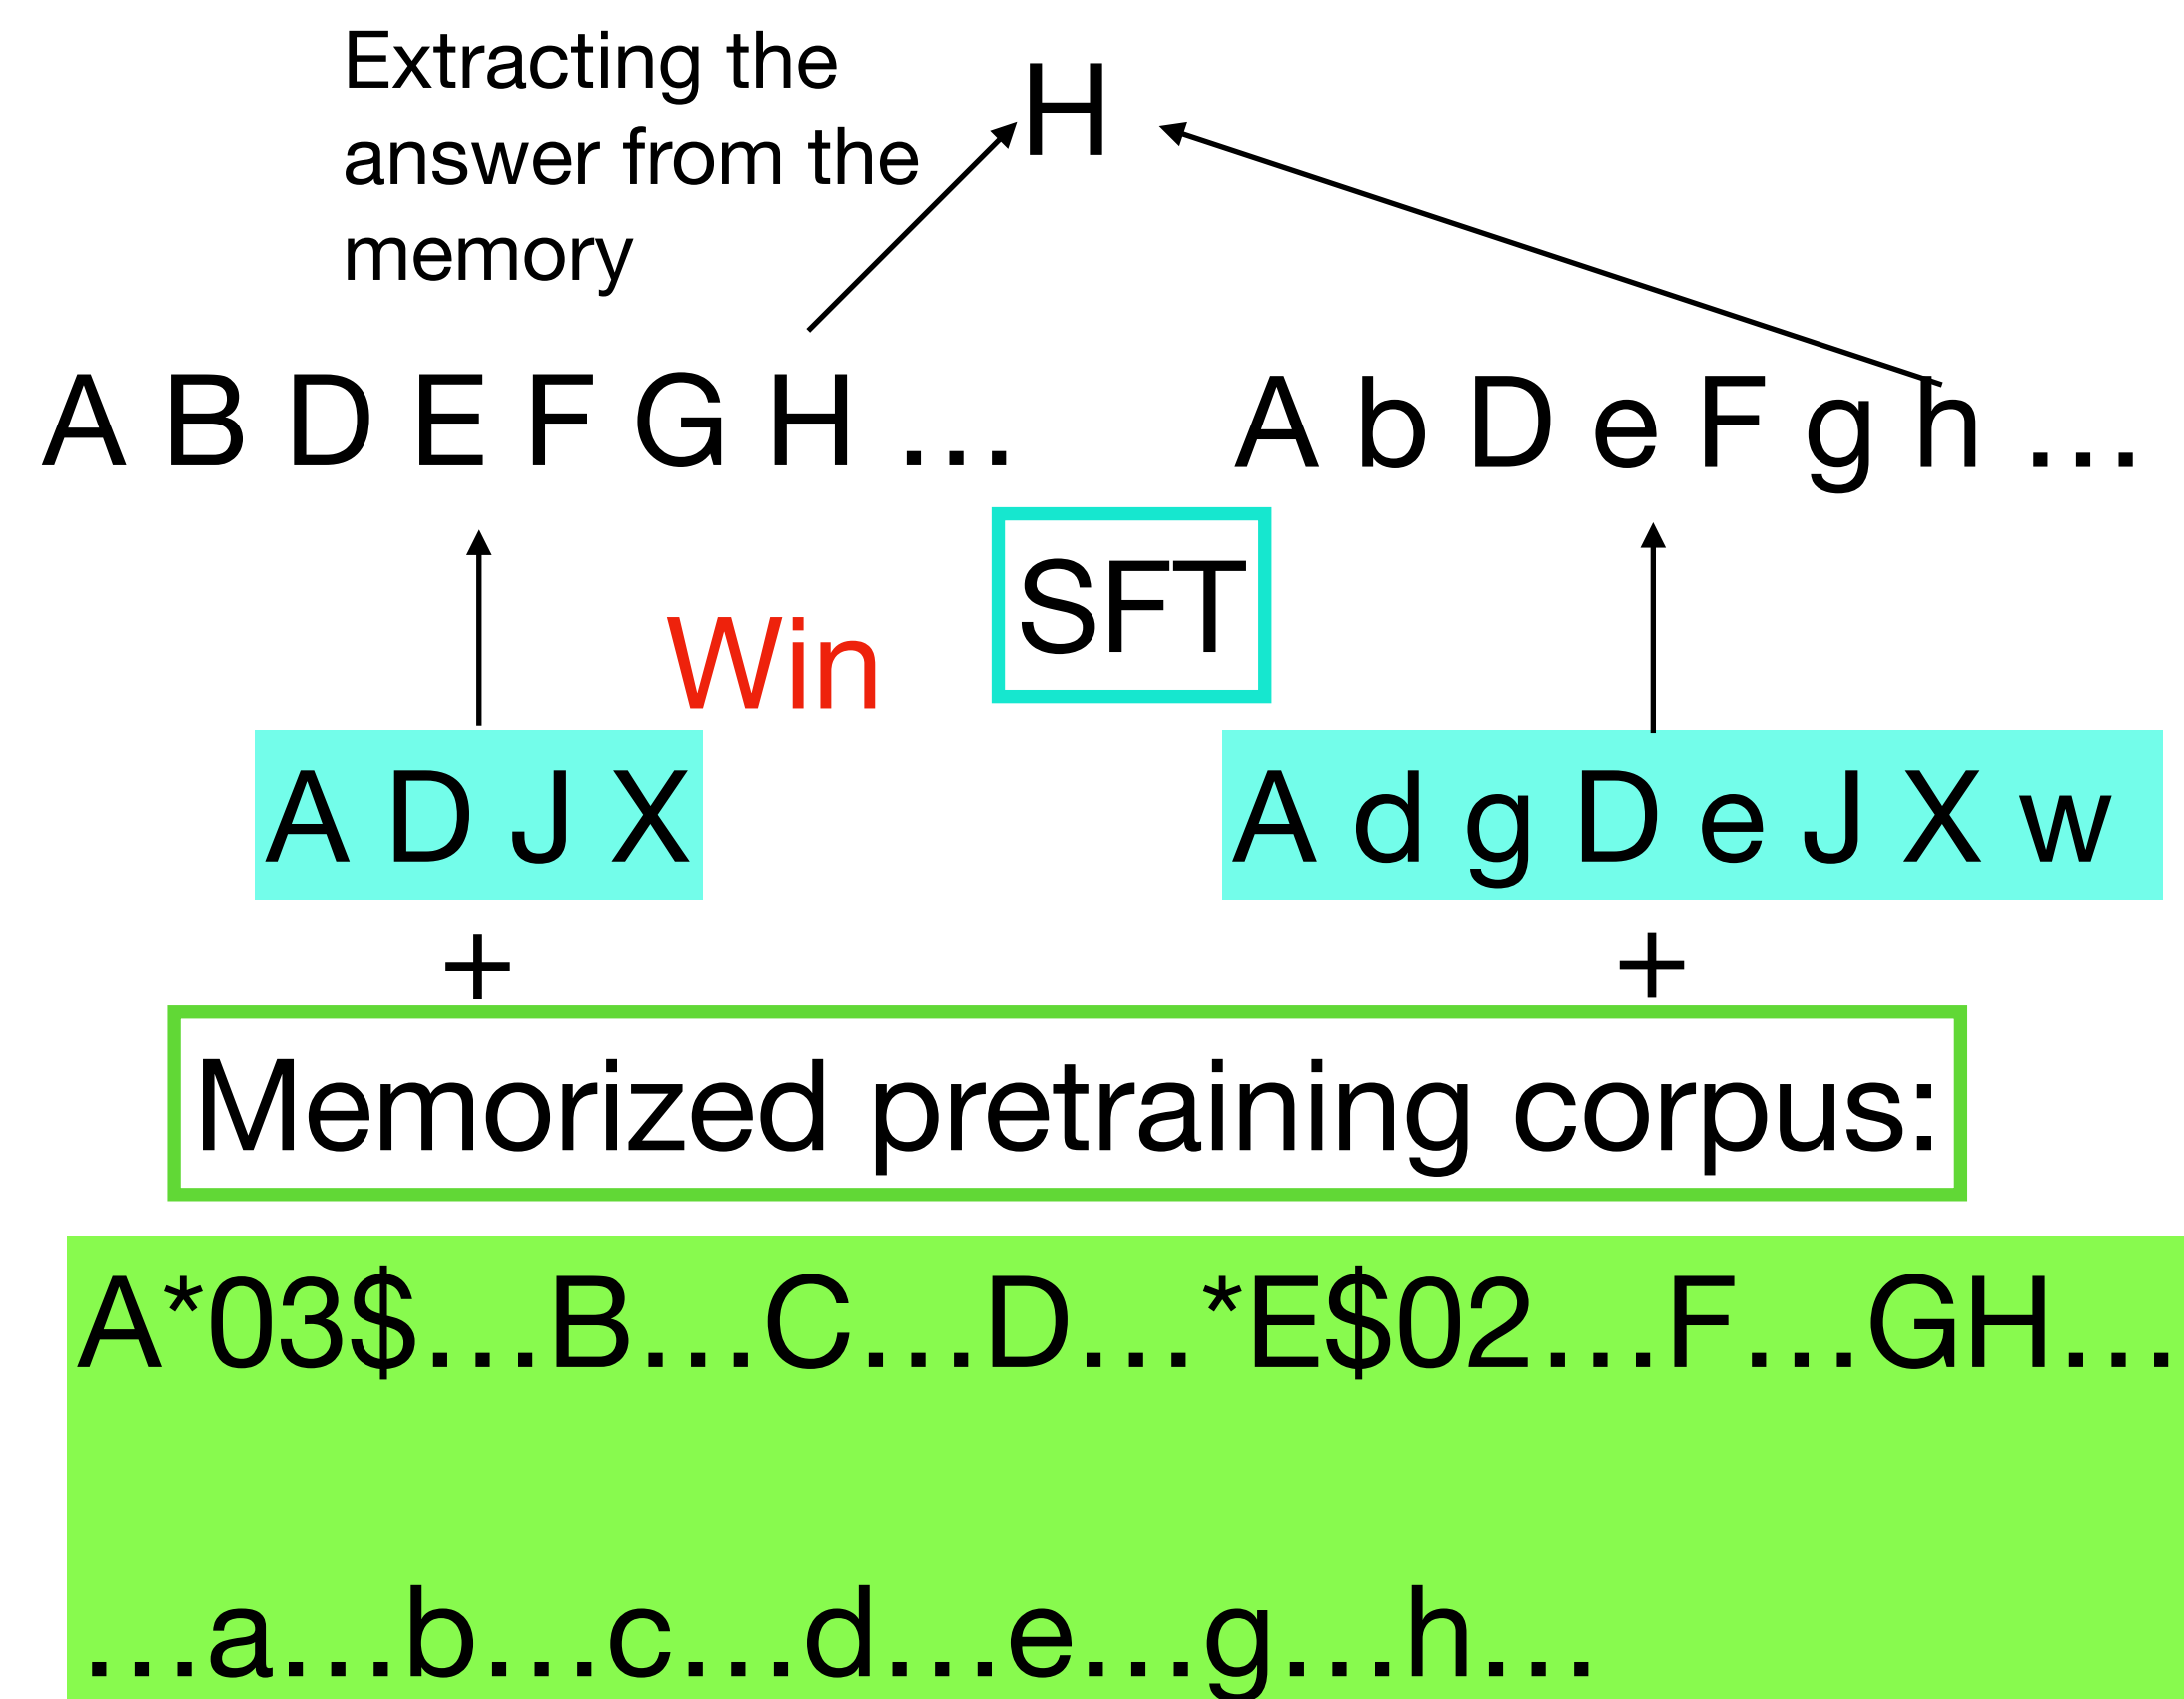 Extracting the
answer from the
memory
H
A B D E F G H ...
A b D e F g h ...
SFT
Win
A D J X
A d g D e J X w
+
+
Memorized pretraining corpus:
A*03$...B...C...D...*E$02...F...GH...
...a...b...c...d...e...g...h...